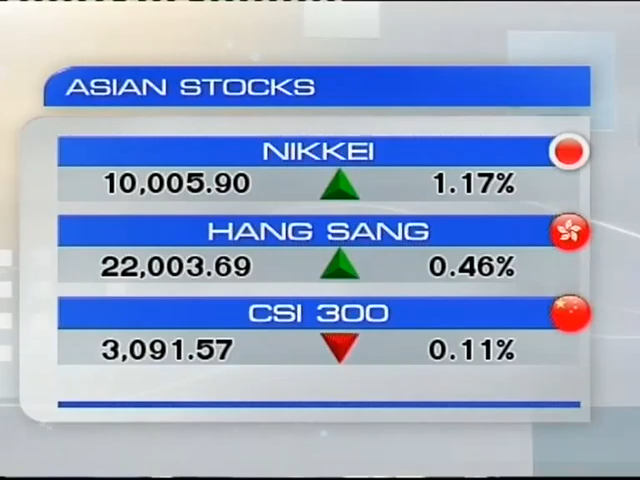 ASIAN STOCKS
NIKKEI
10,005.90 1.17%
HANG SANG
22,003.69 0.46%
CSI 300
3,091.57 0.11%